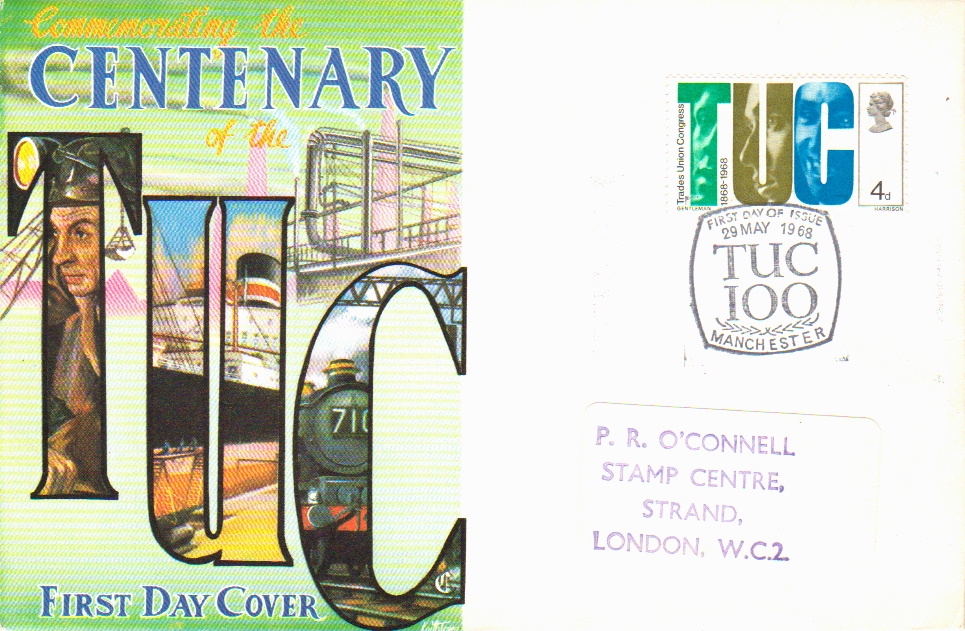 Commemorating the
CENTENARY
of the
TUC
710
FIRST DAY COVER
Trades Union Congress
1868-1968
TUC
4d
GENTLEMAN
HARRISON
FIRST DAY OF ISSUE
29 MAY 1968
TUC
100
MANCHESTER
P. R. O'CONNELL
STAMP CENTRE,
STRAND,
LONDON, W.C.2.